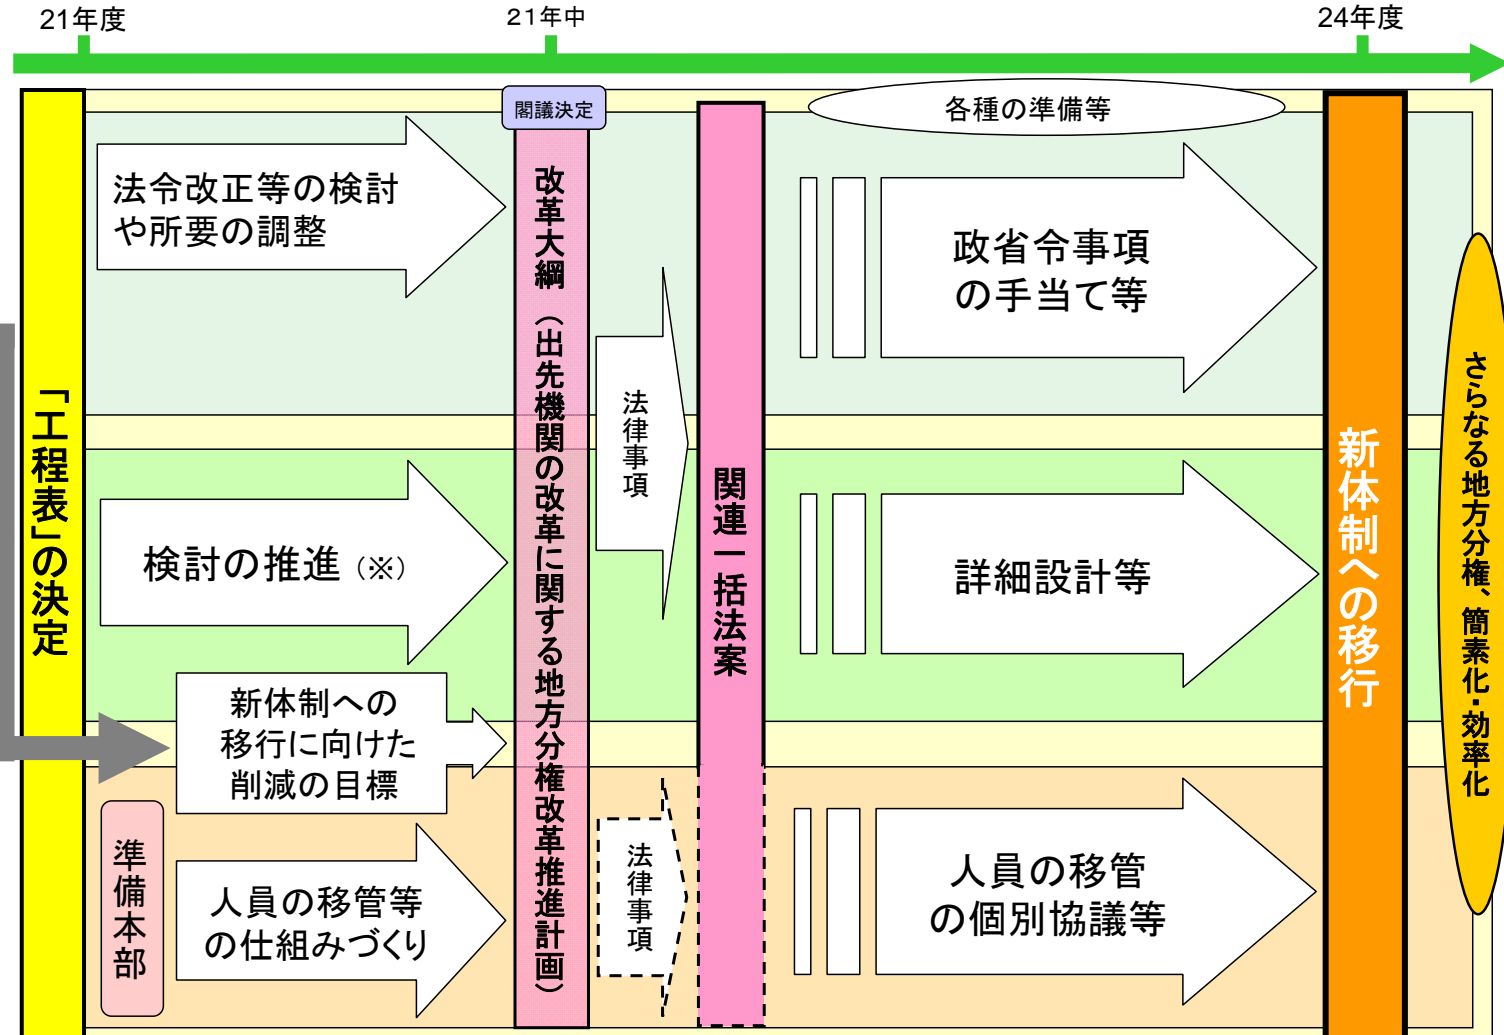 21年度
21年中
24年度
「工程表」の決定
閣議決定
改革大綱（出先機関の改革に関する地方分権改革推進計画）
各種の準備等
法令改正等の検討
や所要の調整
法律事項
関連一括法案
政省令事項
の手当て等
検討の推進（※）
詳細設計等
新体制への
移行に向けた
削減の目標
準備本部
人員の移管等
の仕組みづくり
法律事項
人員の移管
の個別協議等
新体制への移行
さらなる地方分権、簡素化・効率化